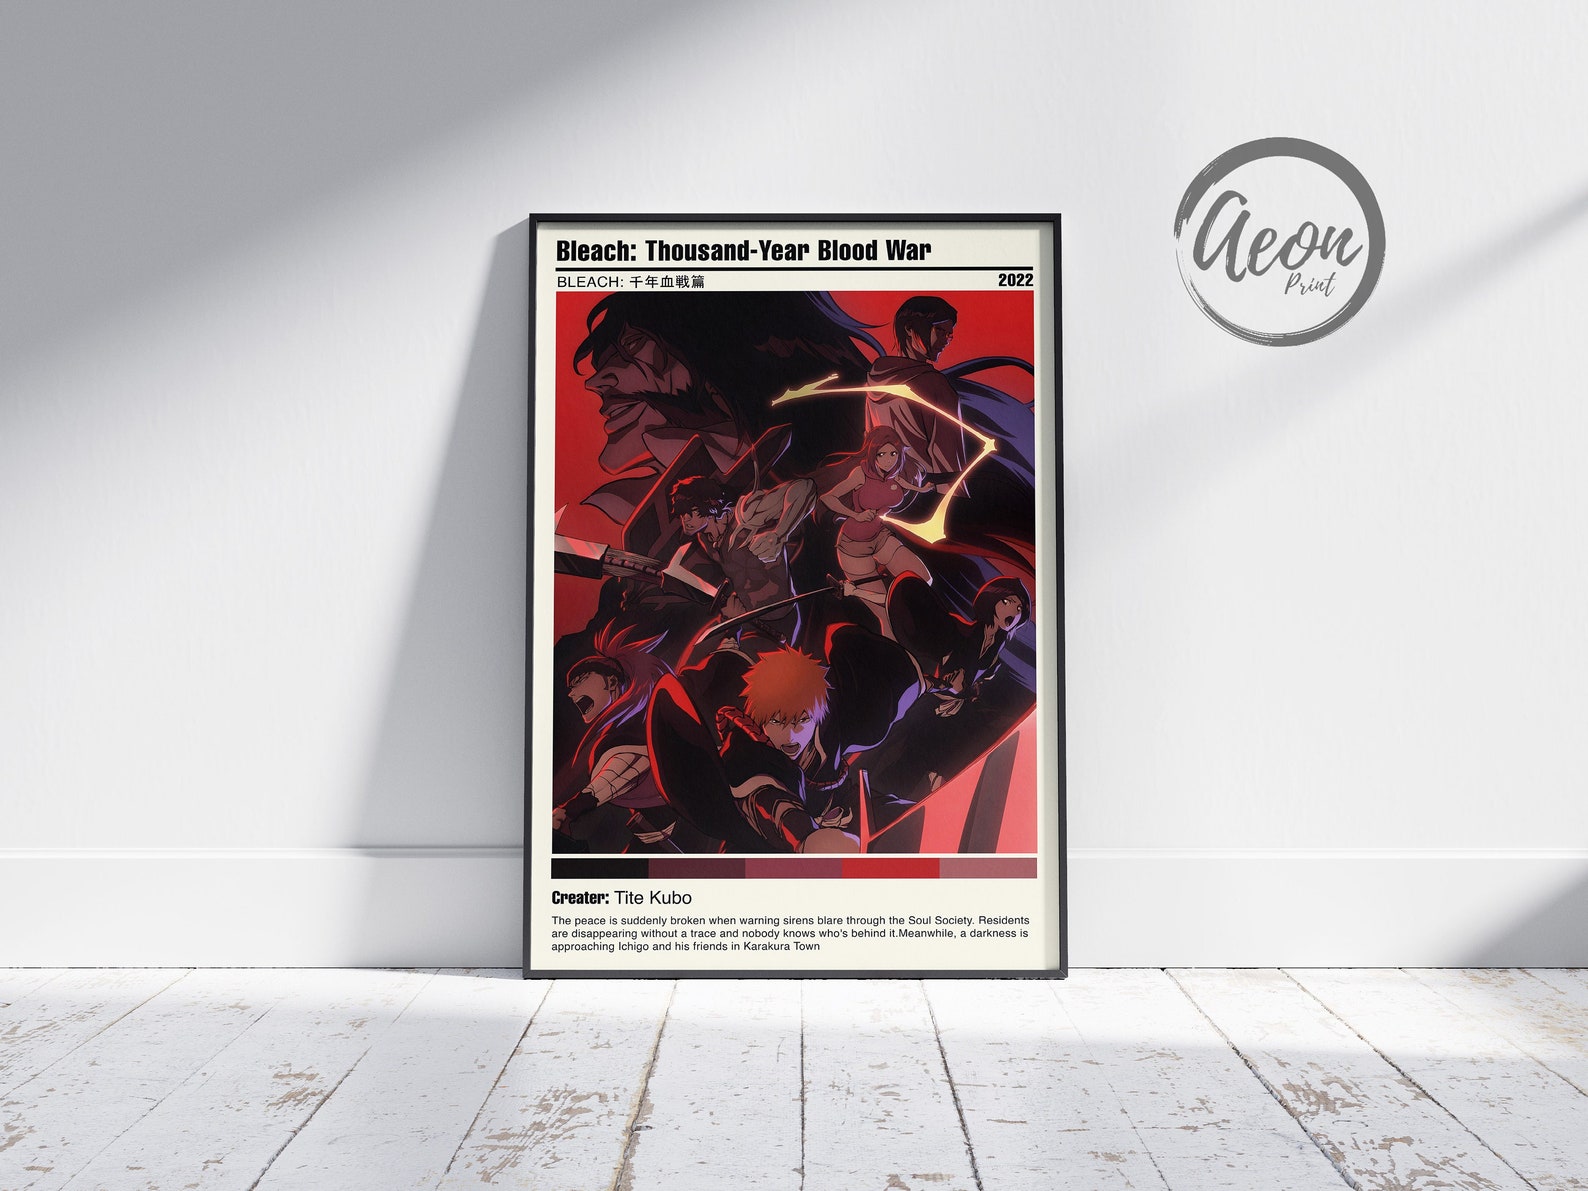 Bleach: Thousand-Year Blood War
BLEACH: 千年血戦篇
2022
Aeon
Print
Creater: Tite Kubo
The peace is suddenly broken when warning sirens blare through the Soul Society. Residents
are disappearing without a trace and nobody knows who's behind it.Meanwhile, a darkness is
approaching Ichigo and his friends in Karakura Town